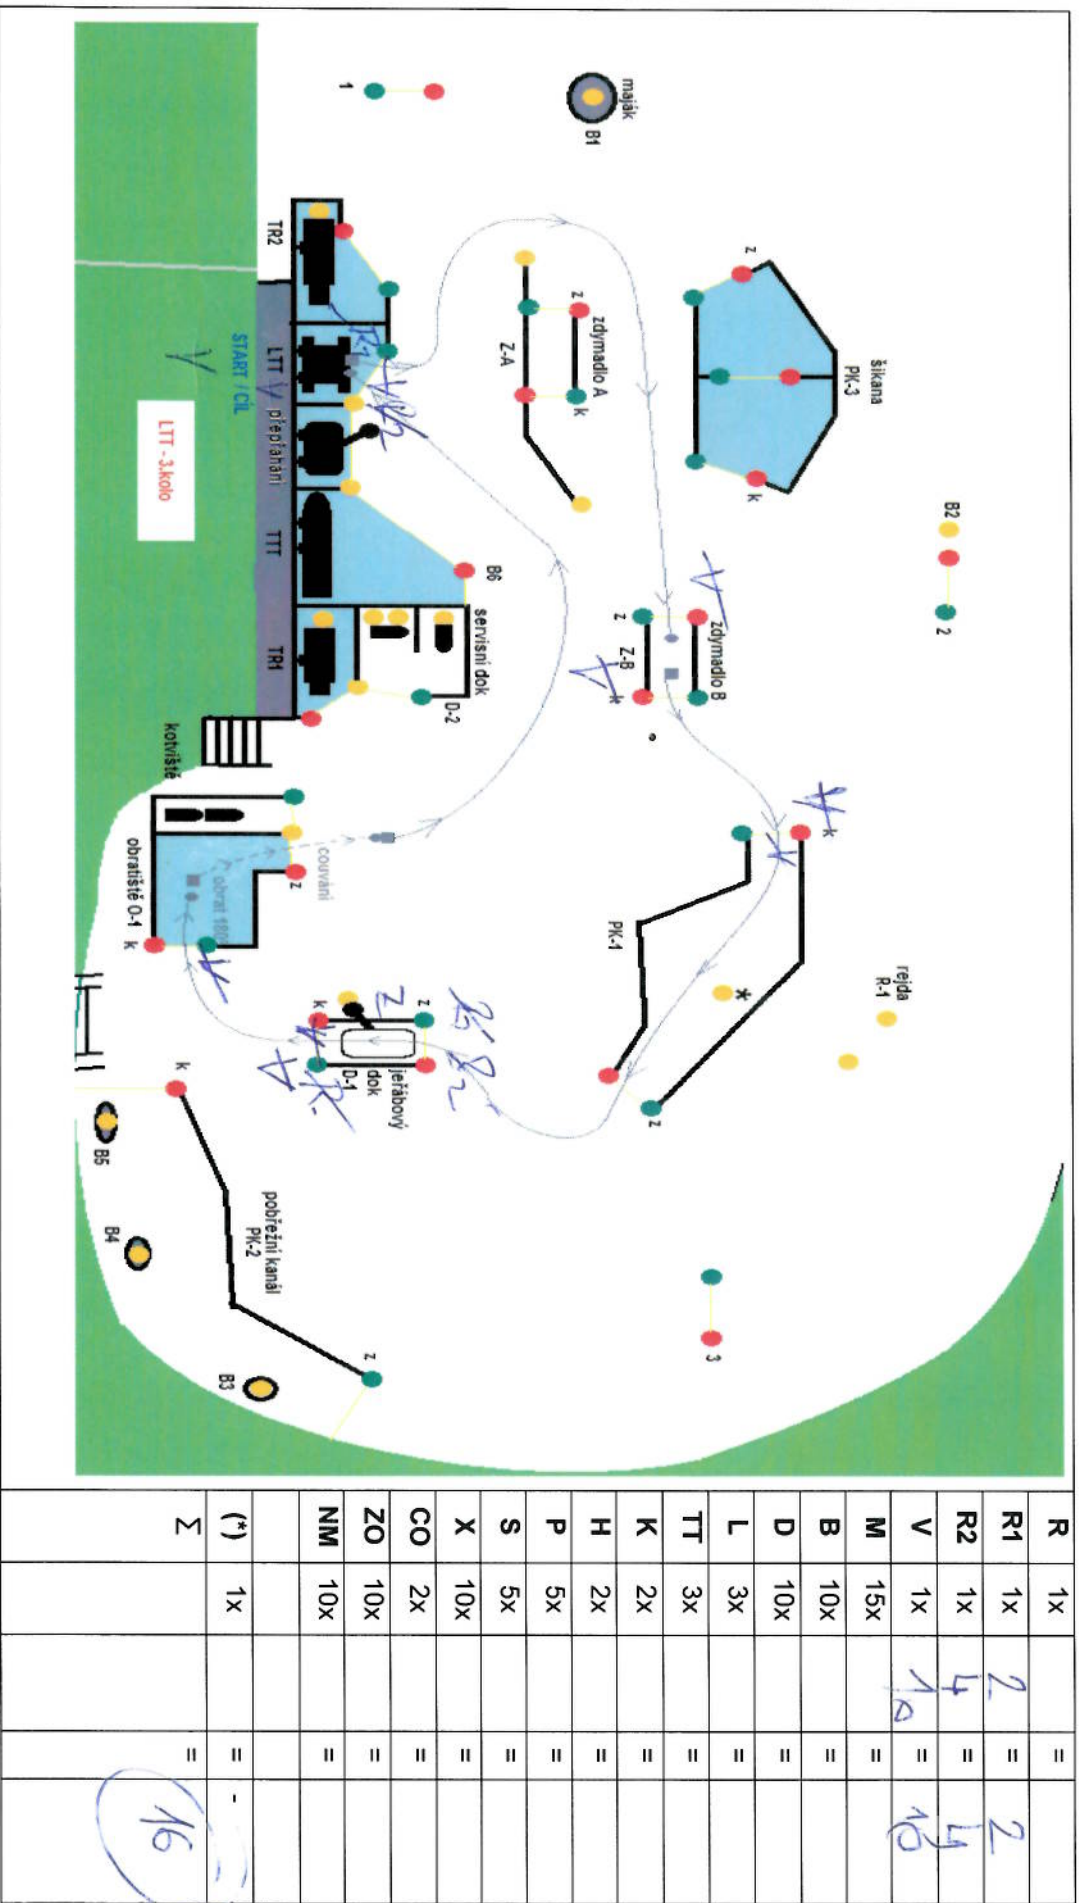 maják
B1
1
šikana
PK-3
z
k
B2
2
zdymadlo A
z
k
Z-A
zdymadlo B
z
Z-B
k
TR2
LTT
přepřahání
TTT
TR1
START / CÍL
V
LTT - 3.kolo
B6
servisní dok
D-2
kotviště
couvání
obrat 180
obratiště O-1
z
k
k
PK-1
z
*
rejda
R-1
z
k
jeřábový
dok
D-1
3
pobřežní kanál
PK-2
k
z
B5
B4
B3
R 1x =
R1 1x 2 = 2
R2 1x 4 = 4
V 1x 10 = 10
M 15x =
B 10x =
D 10x =
L 3x =
TT 3x =
K 2x =
H 2x =
P 5x =
S 5x =
X 10x =
CO 2x =
ZO 10x =
NM 10x =
(*) 1x = -
Σ = 16